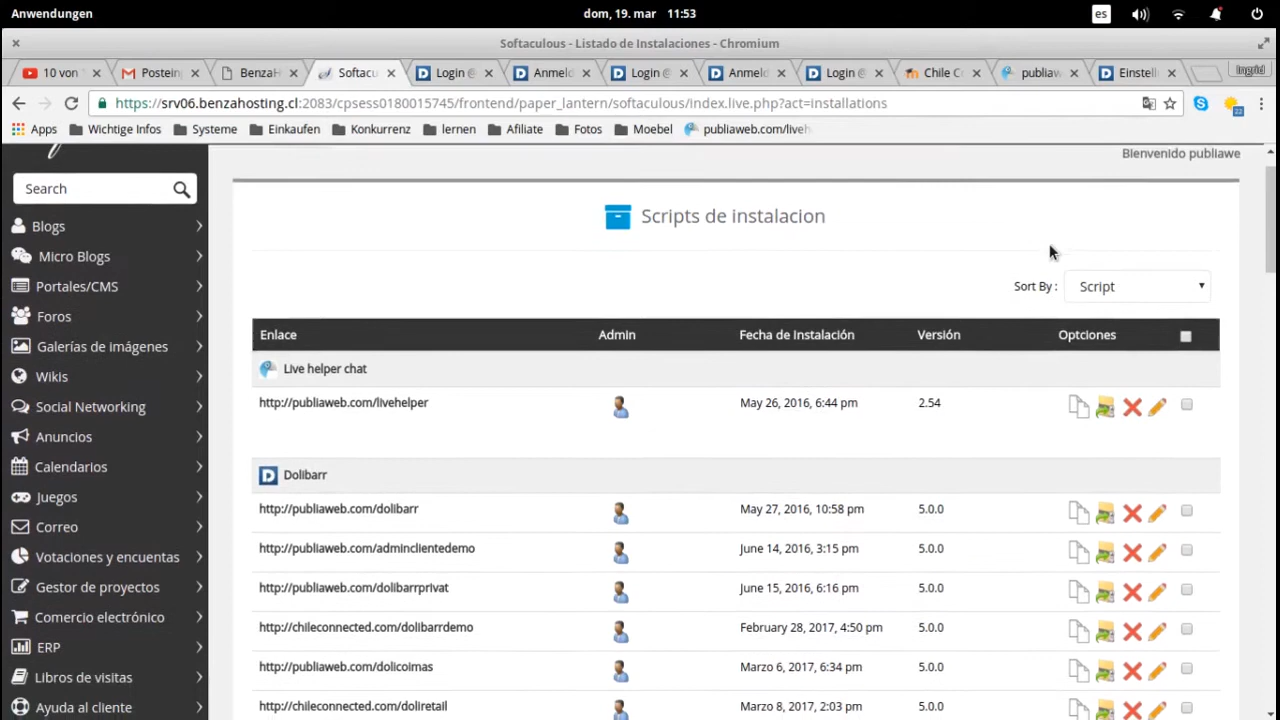 Anwendungen
dom, 19. mar 11:53
es
Softaculous - Listado de Instalaciones - Chromium
10 von
Postein
BenzaH
Softacu
Login @
Anmeld
Login @
Anmeld
Login @
Chile C
publiaw
Einstell
Ingrid
https://srv06.benzahosting.cl:2083/cpsess0180015745/frontend/paper_lantern/softaculous/index.live.php?act=installations
22
Apps
Wichtige Infos
Systeme
Einkaufen
Konkurrenz
lernen
Afiliate
Fotos
Moebel
publiaweb.com/liveh
Bienvenido publiawe
Search
Blogs
Micro Blogs
Portales/CMS
Foros
Galerías de imágenes
Wikis
Social Networking
Anuncios
Calendarios
Juegos
Correo
Votaciones y encuentas
Gestor de proyectos
Comercio electrónico
ERP
Libros de visitas
Ayuda al cliente
Scripts de instalacion
Sort By : Script
Enlace Admin Fecha de Instalación Versión Optciones
Live helper chat
http://publiaweb.com/livehelper May 26, 2016, 6:44 pm 2.54
Dolibarr
http://publiaweb.com/dolibarr May 27, 2016, 10:58 pm 5.0.0
http://publiaweb.com/adminclientedemo June 14, 2016, 3:15 pm 5.0.0
http://publiaweb.com/dolibarrprivat June 15, 2016, 6:16 pm 5.0.0
http://chileconnected.com/dolibarrdemo February 28, 2017, 4:50 pm 5.0.0
http://publiaweb.com/dolicoimas Marzo 6, 2017, 6:34 pm 5.0.0
http://chileconnected.com/doliretail Marzo 8, 2017, 2:03 pm 5.0.0